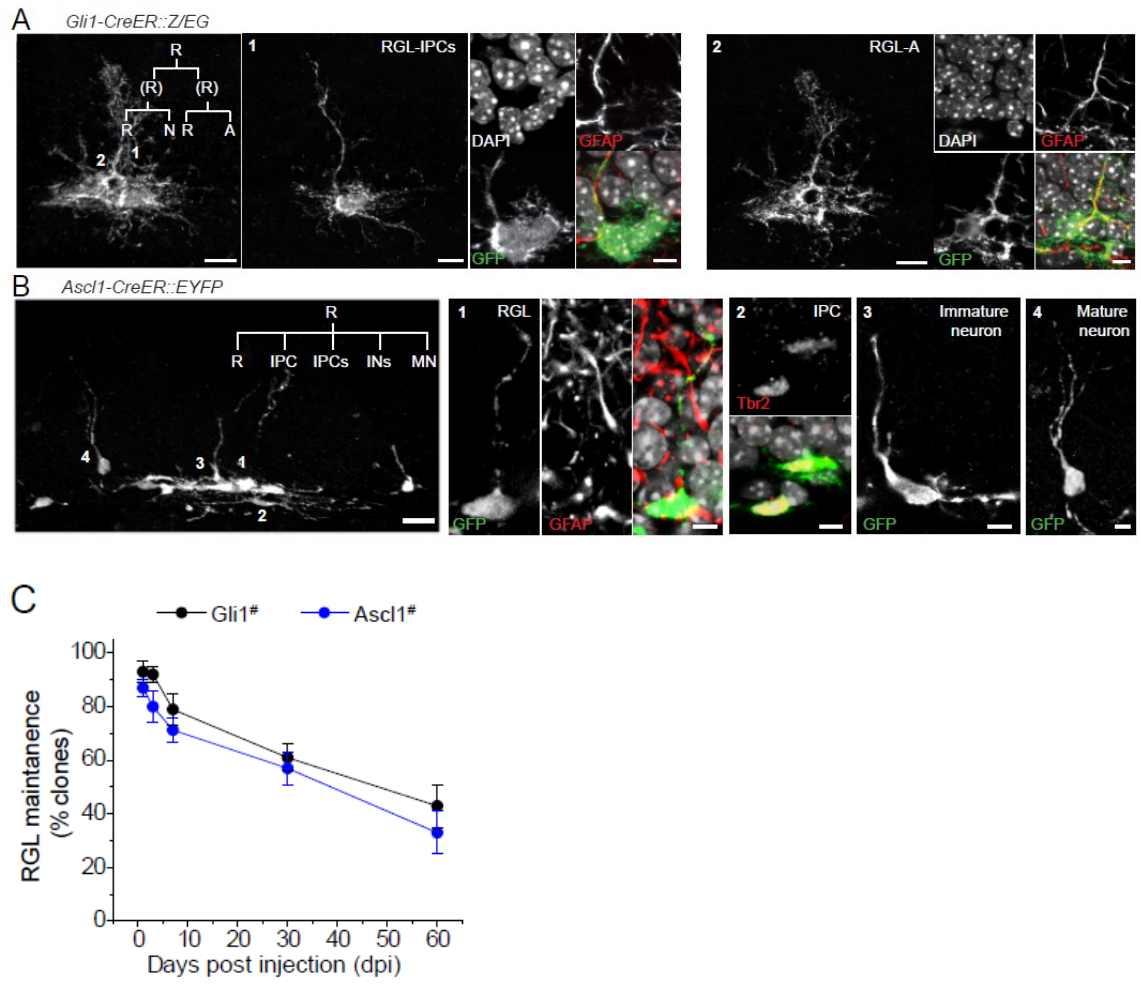 A
Gli1-CreER::Z/EG
R
(R) (R)
R N R A
2 1
1 RGL-IPCs
DAPI
GFAP
GFP
2 RGL-A
DAPI
GFAP
GFP
B
Ascl1-CreER::EYFP
R
R IPC IPCs INs MN
4 3 1
2
1 RGL
GFP
GFAP
2 IPC
Tbr2
3 Immature
neuron
GFP
4 Mature
neuron
GFP
C
Gli1# Ascl1#
RGL maintanence
(% clones)
100
80
60
40
20
0
0 10 20 30 40 50 60
Days post injection (dpi)